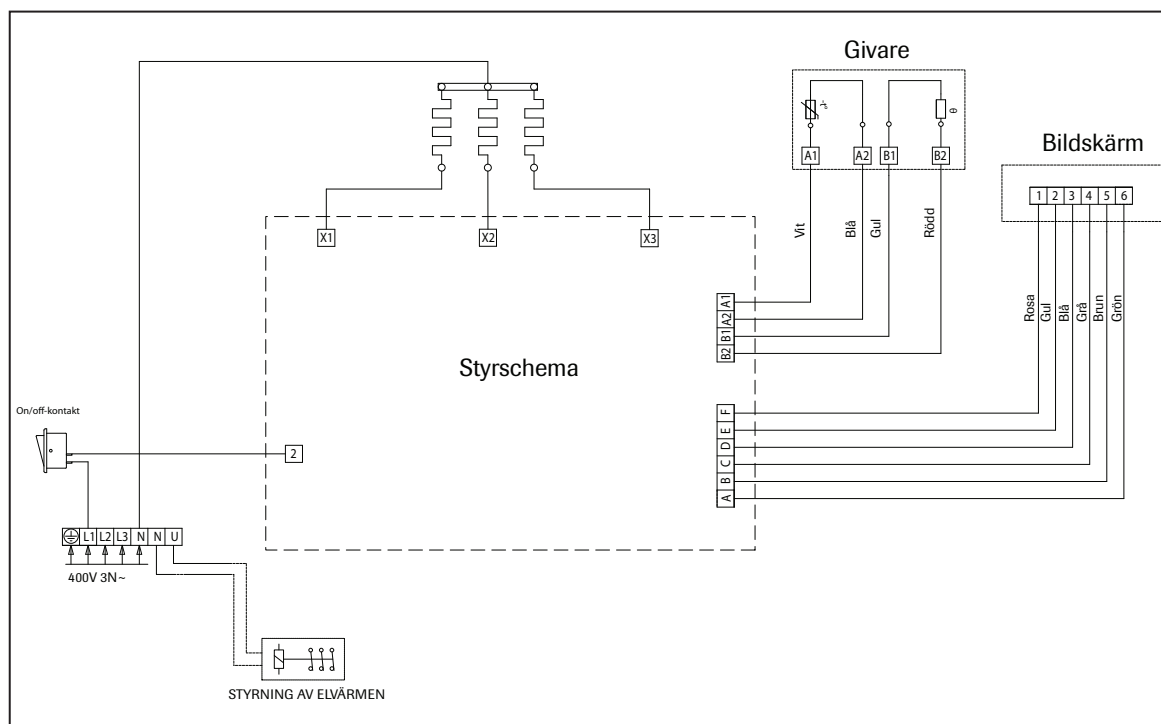 Givare
Bildskärm
A1 A2 B1 B2
1 2 3 4 5 6
Vit
Blå
Gul
Rödd
X1 X2 X3
A1
A2
B1
B2
Rosa
Gul
Blå
Grå
Brun
Grön
Styrschema
F
E
D
C
B
A
On/off-kontakt
2
L1 L2 L3 N N U
400V 3N~
STYRNING AV ELVÄRMEN
θ